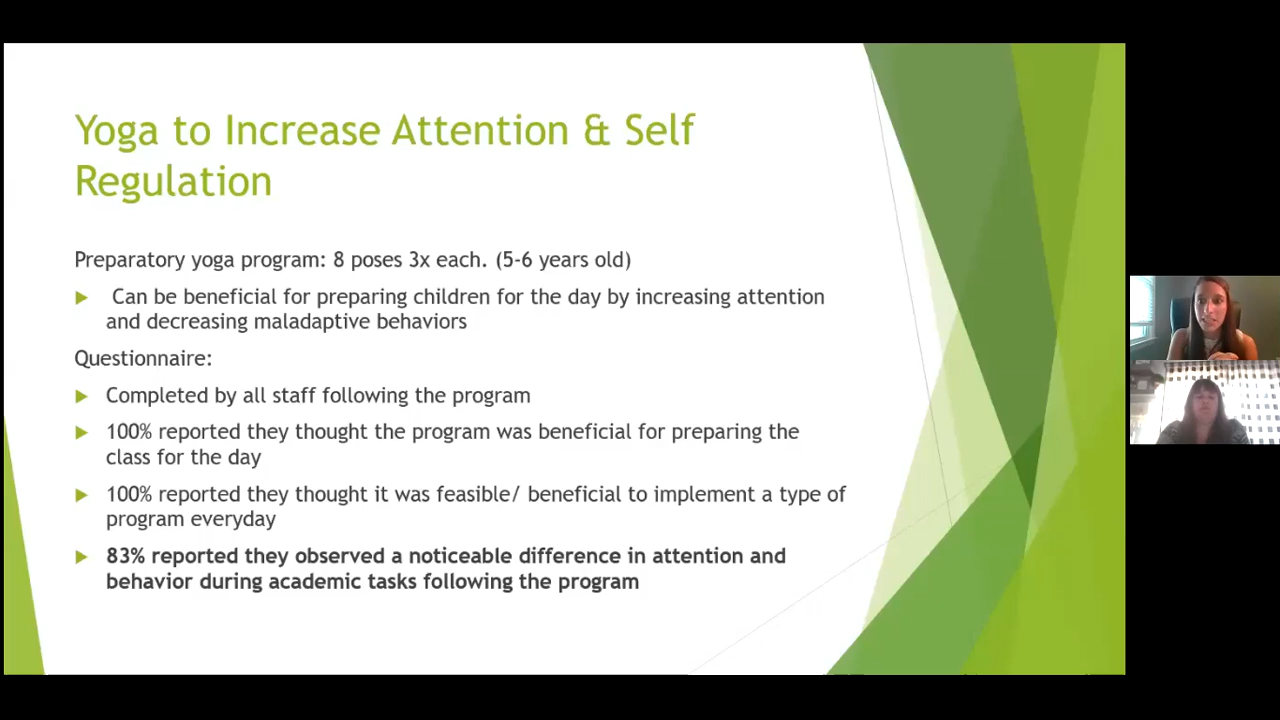 Yoga to Increase Attention & Self
Regulation
Preparatory yoga program: 8 poses 3x each. (5-6 years old)
Can be beneficial for preparing children for the day by increasing attention
and decreasing maladaptive behaviors
Questionnaire:
Completed by all staff following the program
100% reported they thought the program was beneficial for preparing the
class for the day
100% reported they thought it was feasible/ beneficial to implement a type of
program everyday
83% reported they observed a noticeable difference in attention and
behavior during academic tasks following the program